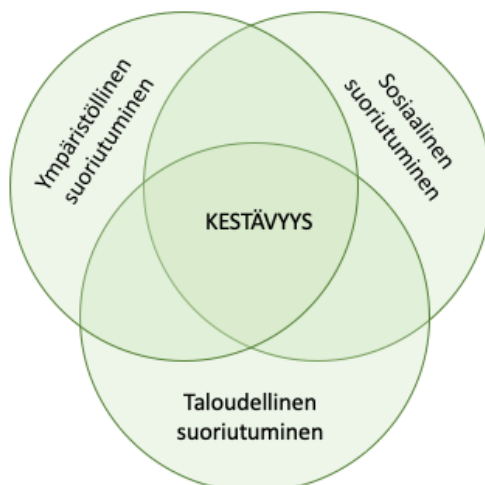 Ympäristöllinen
suoriutuminen
Sosiaalinen
suoriutuminen
KESTÄVYYS
Taloudellinen
suoriutuminen